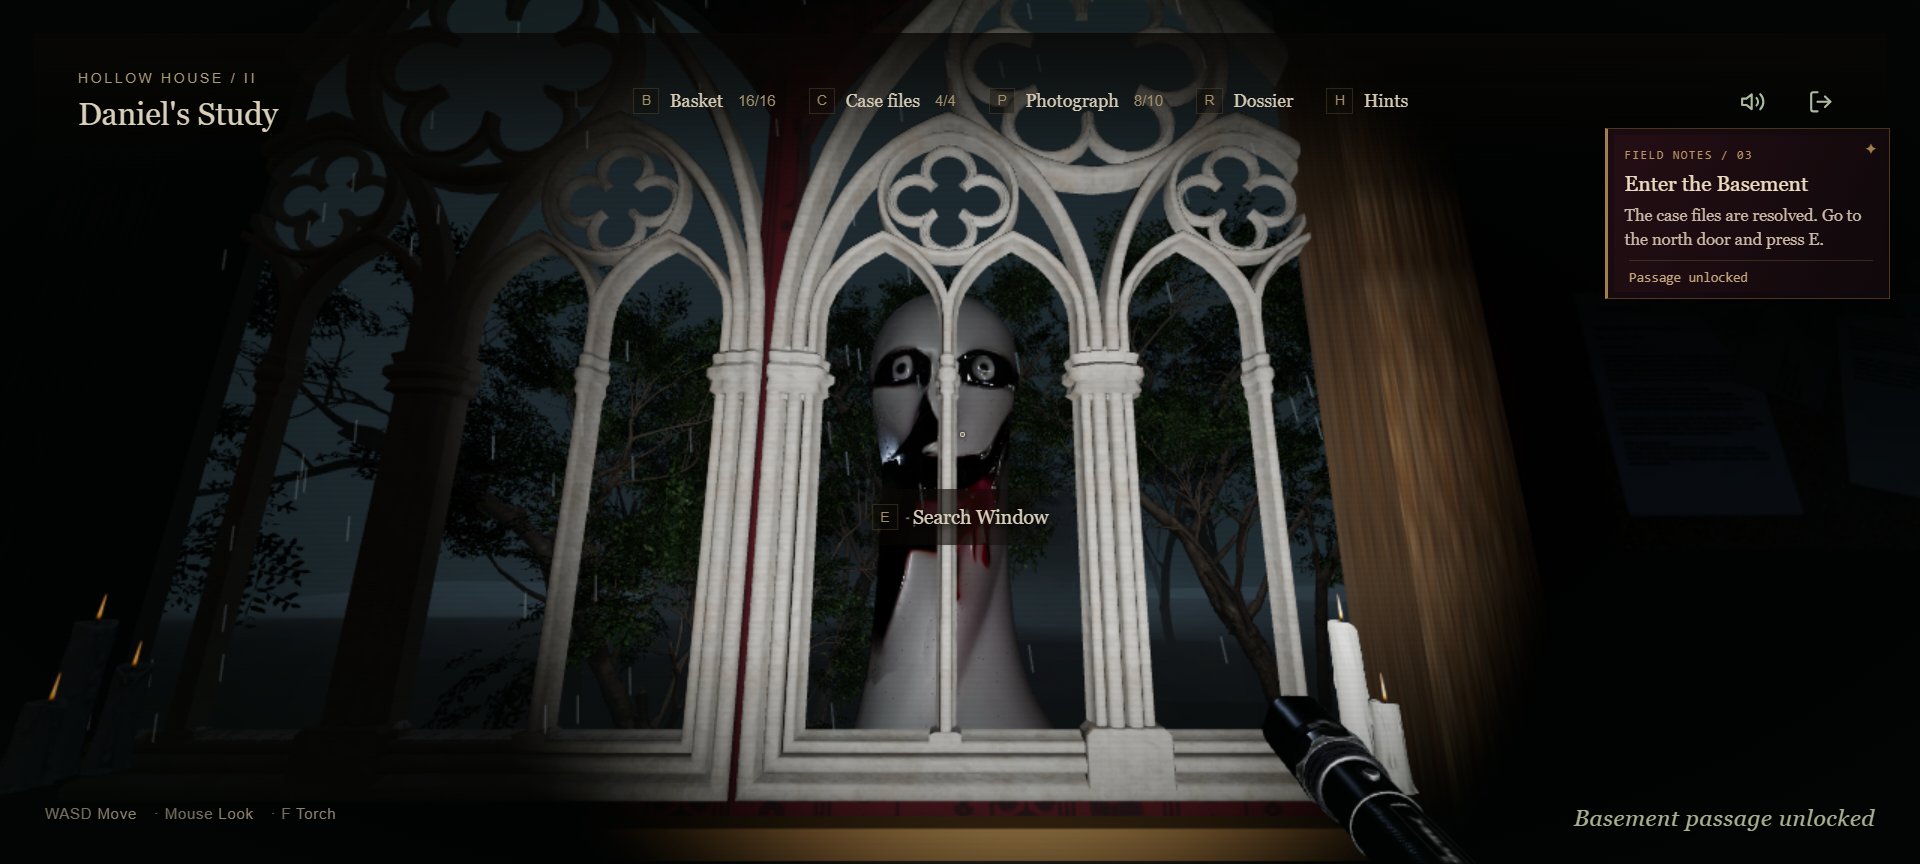 HOLLOW HOUSE / II
Daniel's Study
B Basket 16/16 C Case files 4/4 P Photograph 8/10 R Dossier H Hints
FIELD NOTES / 03
Enter the Basement
The case files are resolved. Go to
the north door and press E.
Passage unlocked
E - Search Window
WASD Move · Mouse Look · F Torch
Basement passage unlocked